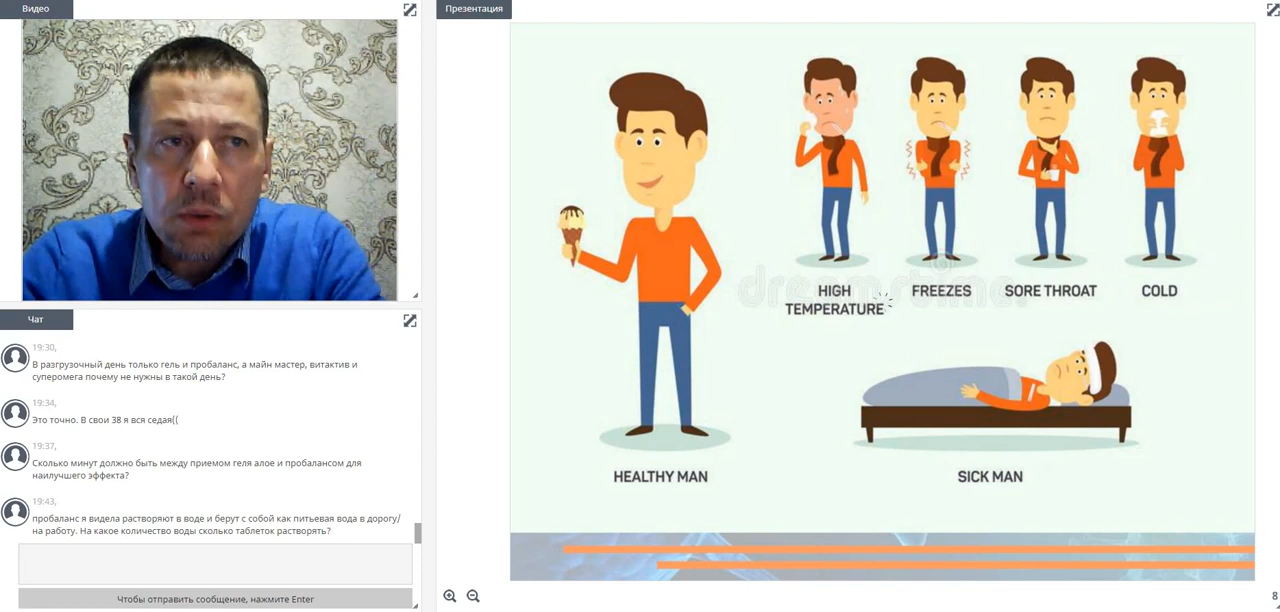 Видео
Чат
19:30,
В разгрузочный день только гель и пробаланс, а майн мастер, витактив и
суперомега почему не нужны в такой день?
19:34,
Это точно. В свои 38 я вся седая((
19:37,
Сколько минут должно быть между приемом геля алое и пробалансом для
наилучшего эффекта?
19:43,
пробаланс я видела растворяют в воде и берут с собой как питьевая вода в дорогу/
на работу. На какое количество воды сколько таблеток растворять?
Чтобы отправить сообщение, нажмите Enter
Презентация
dreamstime.
HIGH
TEMPERATURE
FREEZES
SORE THROAT
COLD
HEALTHY MAN
SICK MAN
8